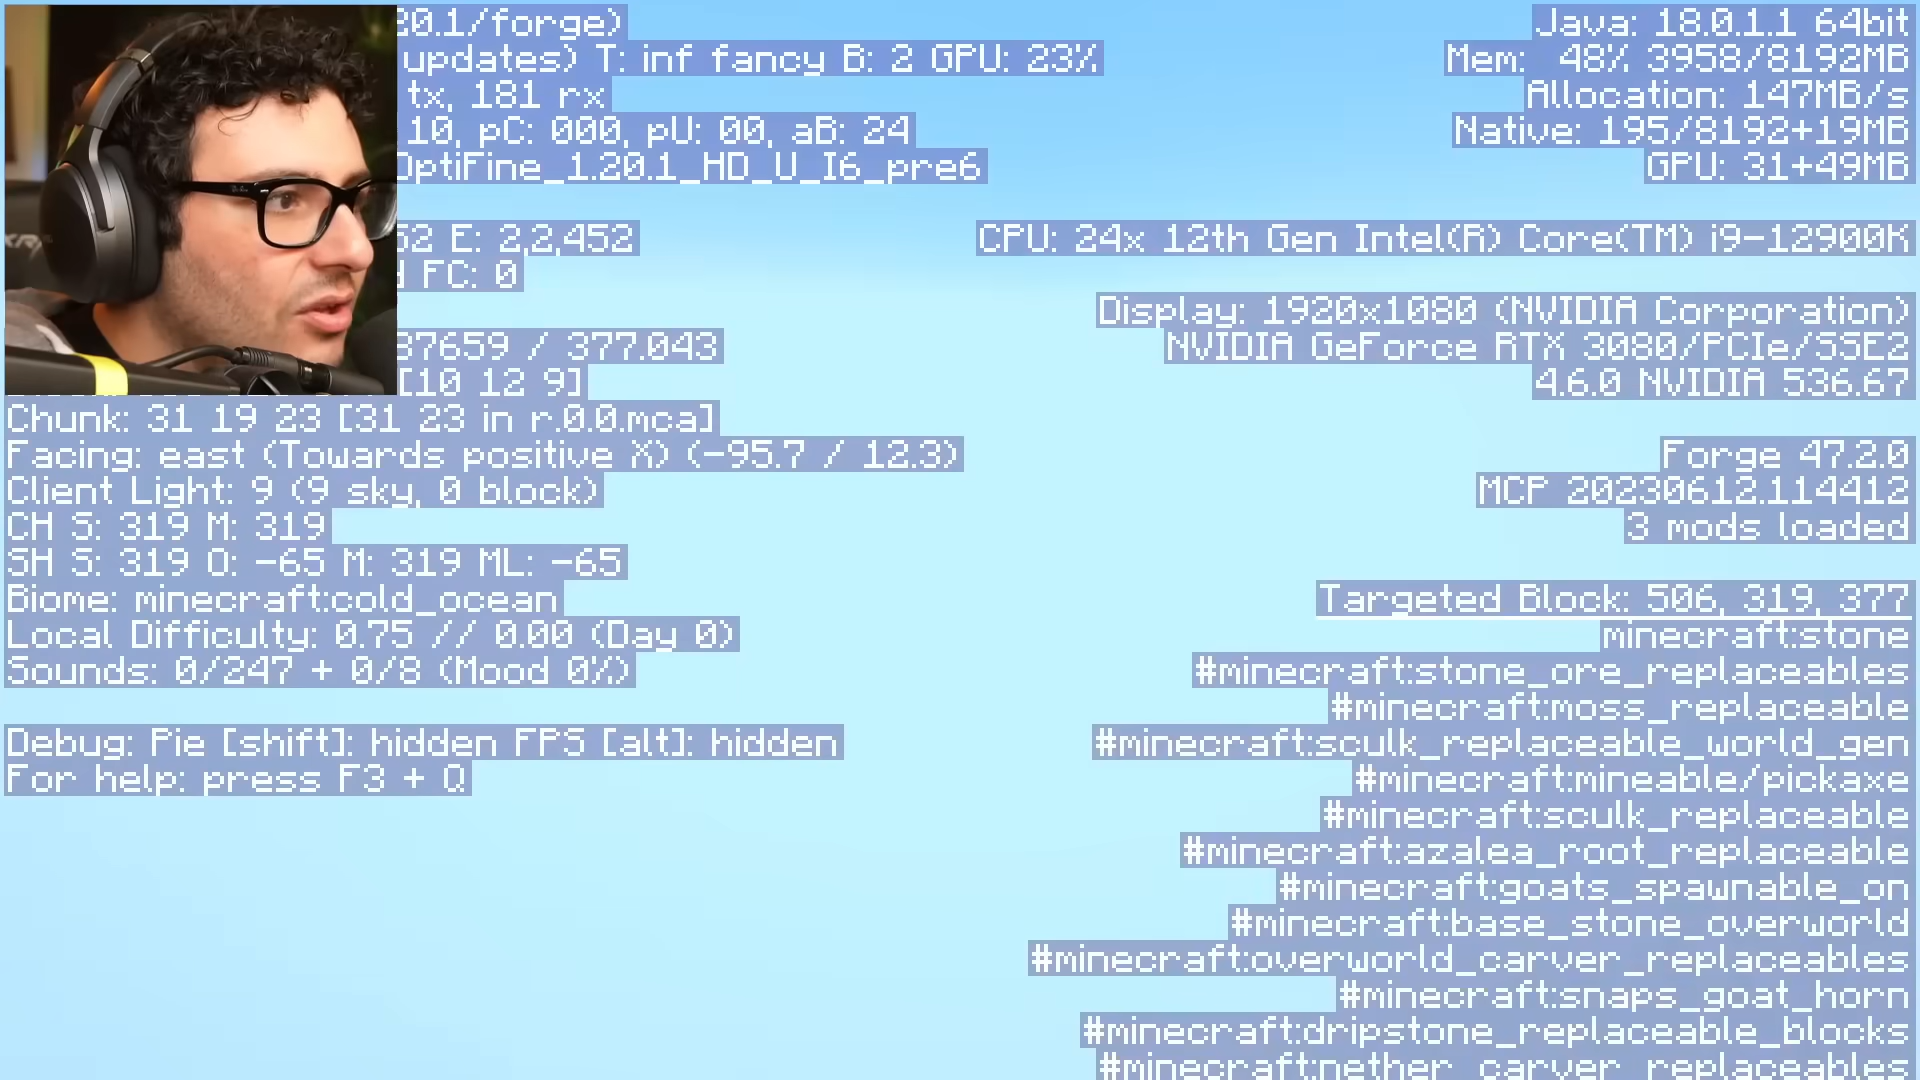 20.1/forge)
updates) T: inf fancy B: 2 GPU: 23%
tx, 181 rx
10, pC: 000, pU: 00, aB: 24
OptiFine_1.20.1_HD_U_I6_pre6
52 E: 2,2,452
FC: 0
37659 / 377.043
[10 12 9]
Chunk: 31 19 23 [31 23 in r.0.0.mca]
Facing: east (Towards positive X) (-95.7 / 12.3)
Client Light: 9 (9 sky, 0 block)
CH S: 319 M: 319
SH S: 319 O: -65 M: 319 ML: -65
Biome: minecraft:cold_ocean
Local Difficulty: 0.75 // 0.00 (Day 0)
Sounds: 0/247 + 0/8 (Mood 0%)
Debug: Pie [shift]: hidden FPS [alt]: hidden
For help: press F3 + Q
Java: 18.0.1.1 64bit
Mem: 48% 3958/8192MB
Allocation: 147MB/s
Native: 195/8192+19MB
GPU: 31+49MB
CPU: 24x 12th Gen Intel(R) Core(TM) i9-12900K
Display: 1920x1080 (NVIDIA Corporation)
NVIDIA GeForce RTX 3080/PCIe/SSE2
4.6.0 NVIDIA 536.67
Forge 47.2.0
MCP 20230612.114412
3 mods loaded
Targeted Block: 506, 319, 377
minecraft:stone
#minecraft:stone_ore_replaceables
#minecraft:moss_replaceable
#minecraft:sculk_replaceable_world_gen
#minecraft:mineable/pickaxe
#minecraft:sculk_replaceable
#minecraft:azalea_root_replaceable
#minecraft:goats_spawnable_on
#minecraft:base_stone_overworld
#minecraft:overworld_carver_replaceables
#minecraft:snaps_goat_horn
#minecraft:dripstone_replaceable_blocks
#minecraft:nether_carver_replaceables